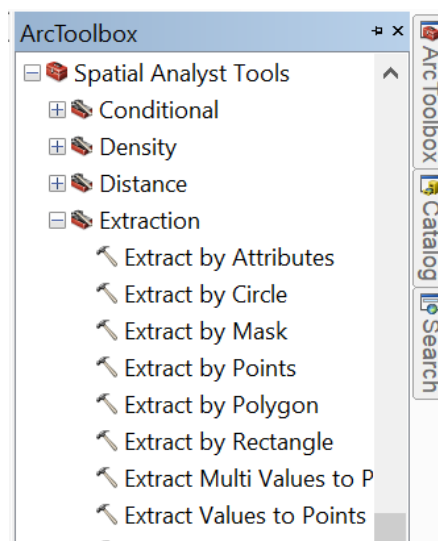 ArcToolbox
Spatial Analyst Tools
Conditional
Density
Distance
Extraction
Extract by Attributes
Extract by Circle
Extract by Mask
Extract by Points
Extract by Polygon
Extract by Rectangle
Extract Multi Values to P
Extract Values to Points
ArcToolbox
Catalog
Search